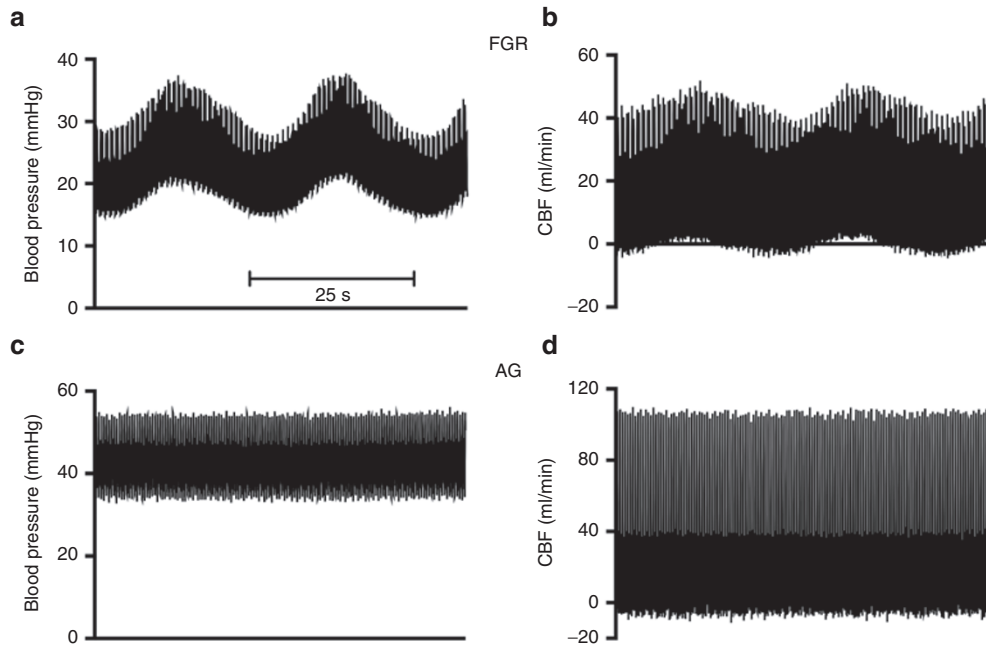 a
FGR
b
Blood pressure (mmHg)
40
30
20
10
0
25 s
CBF (ml/min)
60
40
20
0
−20
c
AG
d
Blood pressure (mmHg)
60
40
20
0
CBF (ml/min)
120
80
40
0
−20